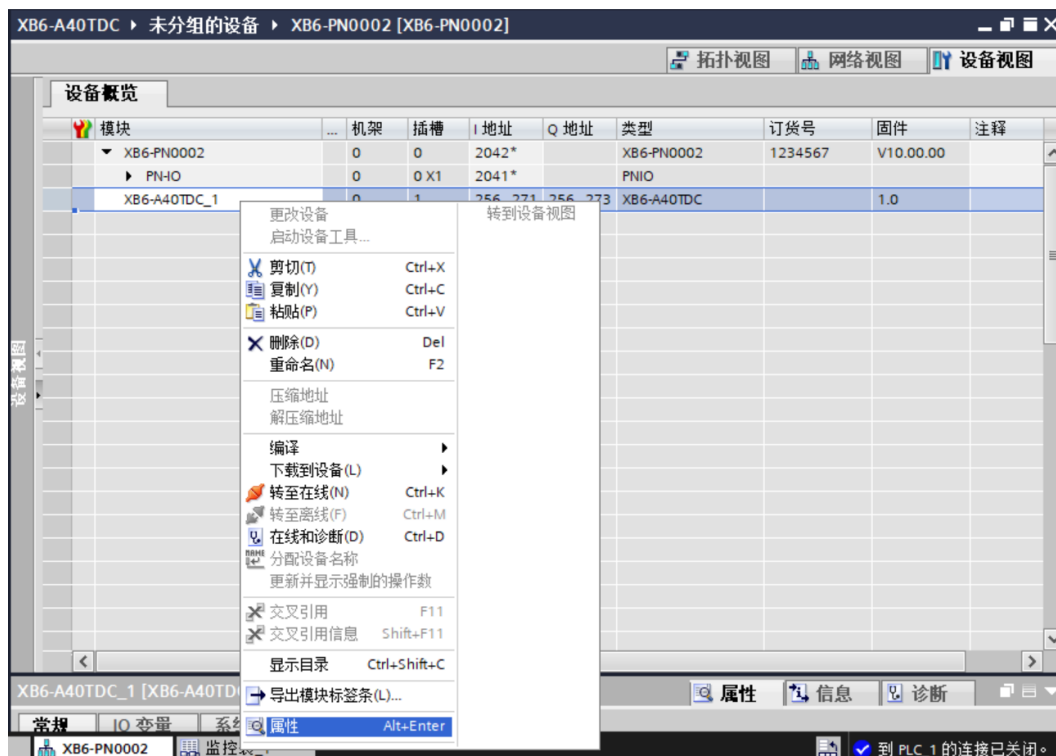 XB6-A40TDC ▸ 未分组的设备 ▸ XB6-PN0002 [XB6-PN0002]
拓扑视图 网络视图 设备视图
设备概览
模块 ... 机架 插槽 I 地址 Q 地址 类型 订货号 固件 注释
XB6-PN0002 0 0 2042* XB6-PN0002 1234567 V10.00.00
PN-IO 0 0 X1 2041* PNIO
XB6-A40TDC_1 0 1 256...271 256...273 XB6-A40TDC 1.0
更改设备
转到设备视图
启动设备工具...
剪切(T) Ctrl+X
复制(Y) Ctrl+C
粘贴(P) Ctrl+V
删除(D) Del
重命名(N) F2
压缩地址
解压缩地址
编译
下载到设备(L)
转至在线(N) Ctrl+K
转至离线(F) Ctrl+M
在线和诊断(D) Ctrl+D
分配设备名称
更新并显示强制的操作数
交叉引用 F11
交叉引用信息 Shift+F11
显示目录 Ctrl+Shift+C
导出模块标签条(L)...
属性 Alt+Enter
设备视图
XB6-A40TDC_1 [XB6-A40TD
属性 信息 诊断
常规 IO 变量
XB6-PN0002
到 PLC_1 的连接已关闭。